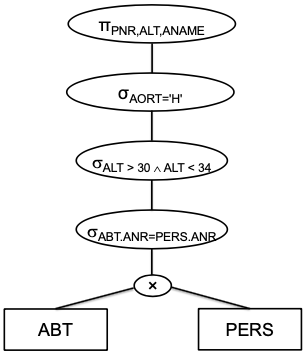 πPNR,ALT,ANAME
σAORT='H'
σALT > 30 ∧ ALT < 34
σABT.ANR=PERS.ANR
×
ABT PERS